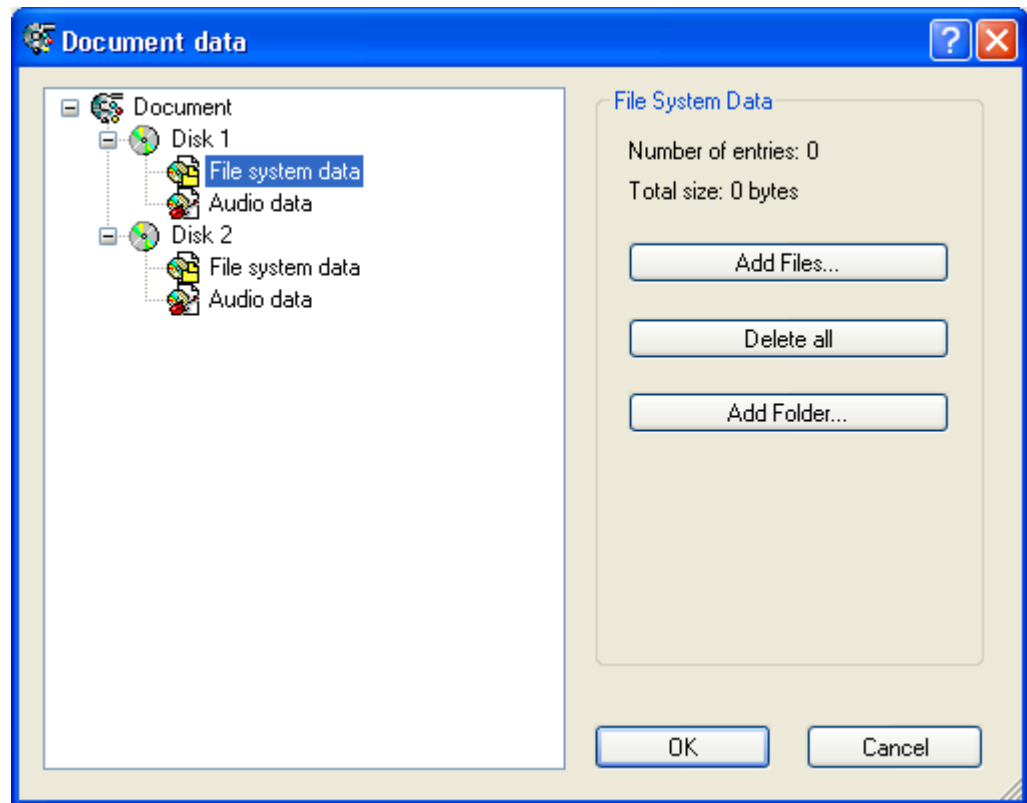 Document data
Document
Disk 1
File system data
Audio data
Disk 2
File system data
Audio data
File System Data
Number of entries: 0
Total size: 0 bytes
Add Files...
Delete all
Add Folder...
OK
Cancel